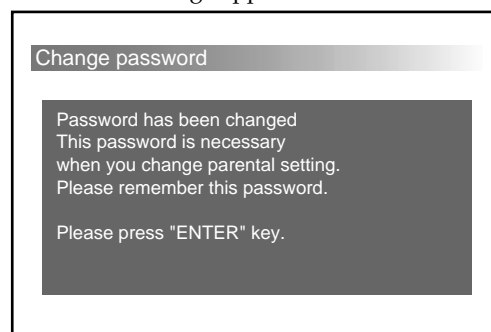 Change password
Password has been changed
This password is necessary
when you change parental setting.
Please remember this password.
Please press "ENTER" key.